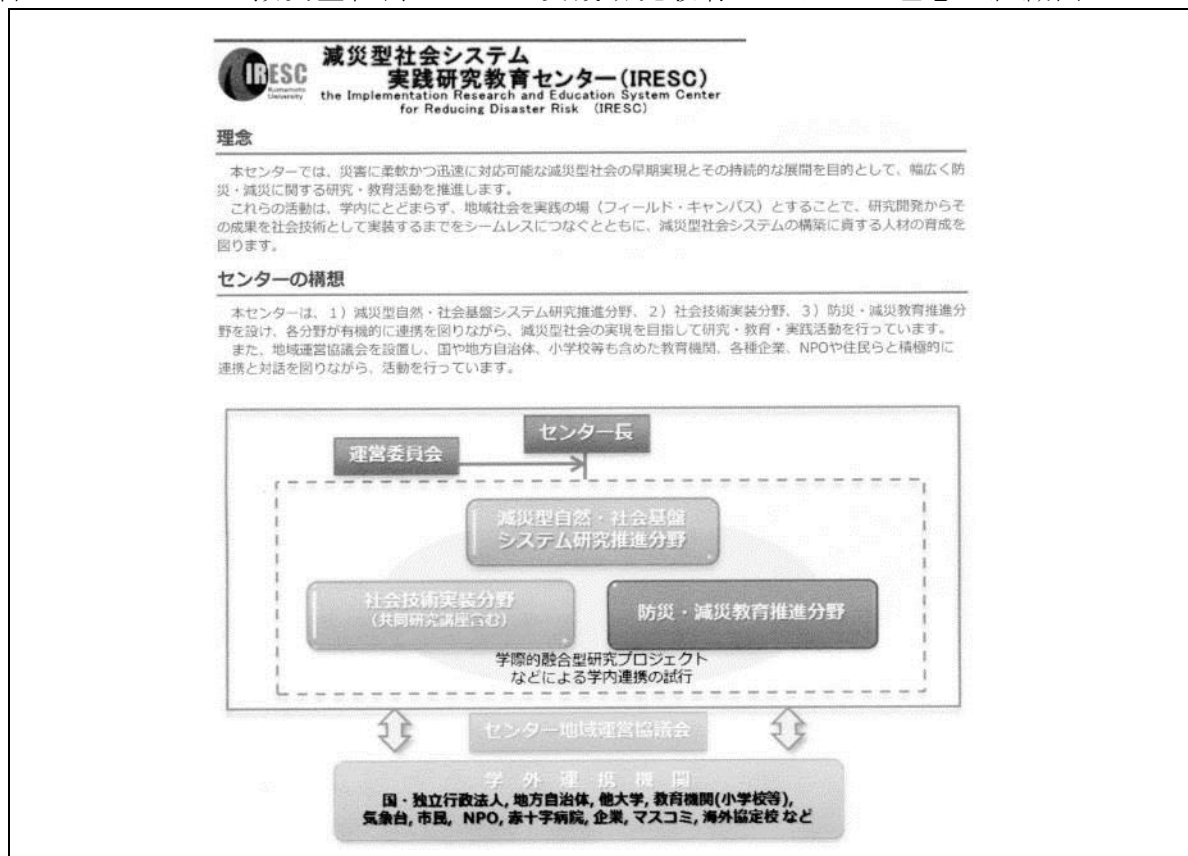 IRESC
Kumamoto
University
減災型社会システム
実践研究教育センター(IRESC)
the Implementation Research and Education System Center
for Reducing Disaster Risk (IRESC)
理念
本センターでは、災害に柔軟かつ迅速に対応可能な減災型社会の早期実現とその持続的な展開を目的として、幅広く防
災・減災に関する研究・教育活動を推進します。
これらの活動は、学内にとどまらず、地域社会を実践の場（フィールド・キャンパス）とすることで、研究開発からそ
の成果を社会技術として実装するまでをシームレスにつなぐとともに、減災型社会システムの構築に資する人材の育成を
図ります。
センターの構想
本センターは、1）減災型自然・社会基盤システム研究推進分野、2）社会技術実装分野、3）防災・減災教育推進分
野を設け、各分野が有機的に連携を図りながら、減災型社会の実現を目指して研究・教育・実践活動を行っています。
また、地域運営協議会を設置し、国や地方自治体、小学校等も含めた教育機関、各種企業、NPOや住民らと積極的に
連携と対話を図りながら、活動を行っています。
センター長
運営委員会
減災型自然・社会基盤
システム研究推進分野
社会技術実装分野
（共同研究講座含む）
防災・減災教育推進分野
学際的融合型研究プロジェクト
などによる学内連携の試行
センター地域運営協議会
学外連携機関
国・独立行政法人, 地方自治体, 他大学, 教育機関(小学校等),
気象台, 市民, NPO, 赤十字病院, 企業, マスコミ, 海外協定校 など